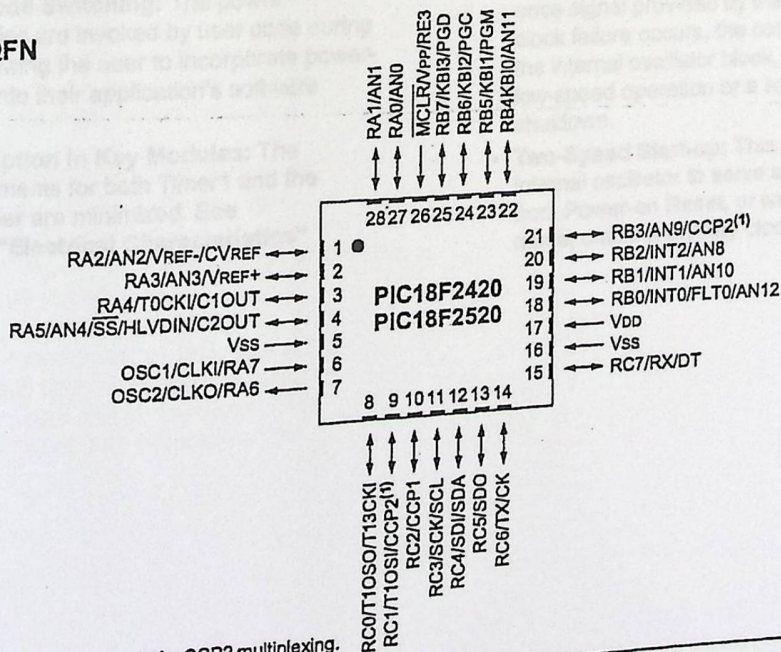 QFN
RA1/AN1
RA0/AN0
MCLR/VPP/RE3
RB7/KBI3/PGD
RB6/KBI2/PGC
RB5/KBI1/PGM
RB4KBI0/AN11
28 27 26 25 24 23 22
RA2/AN2/VREF-/CVREF
RA3/AN3/VREF+
RA4/T0CKI/C1OUT
RA5/AN4/SS/HLVDIN/C2OUT
VSS
OSC1/CLKI/RA7
OSC2/CLKO/RA6
1
2
3
4
5
6
7
PIC18F2420
PIC18F2520
21
20
19
18
17
16
15
RB3/AN9/CCP2(1)
RB2/INT2/AN8
RB1/INT1/AN10
RB0/INT0/FLT0/AN12
VDD
VSS
RC7/RX/DT
8 9 10 11 12 13 14
RC0/T1OSO/T13CKI
RC1/T1OSI/CCP2(1)
RC2/CCP1
RC3/SCK/SCL
RC4/SDI/SDA
RC5/SDO
RC6/TX/CK
CCP2 multiplexing.